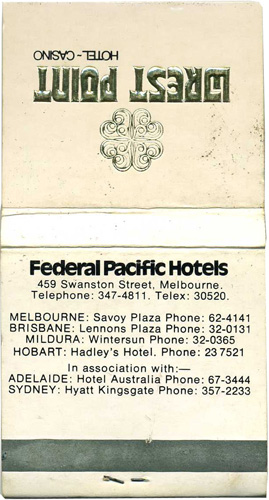 WREST POINT
HOTEL-CASINO
Federal Pacific Hotels
459 Swanston Street, Melbourne.
Telephone: 347-4811. Telex: 30520.
MELBOURNE: Savoy Plaza Phone: 62-4141
BRISBANE: Lennons Plaza Phone: 32-0131
MILDURA: Wintersun Phone: 32-0365
HOBART: Hadley's Hotel. Phone: 23 7521
In association with:—
ADELAIDE: Hotel Australia Phone: 67-3444
SYDNEY: Hyatt Kingsgate Phone: 357-2233